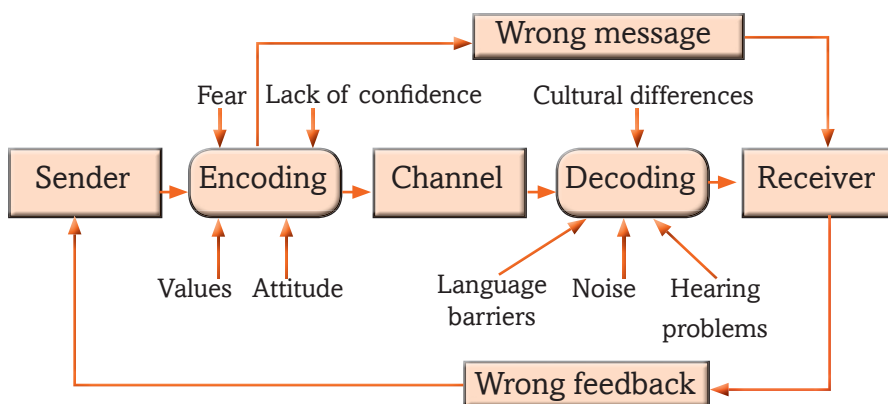 Wrong message
Fear
Lack of confidence
Cultural differences
Sender
Encoding
Channel
Decoding
Receiver
Values
Attitude
Language
barriers
Noise
Hearing
problems
Wrong feedback